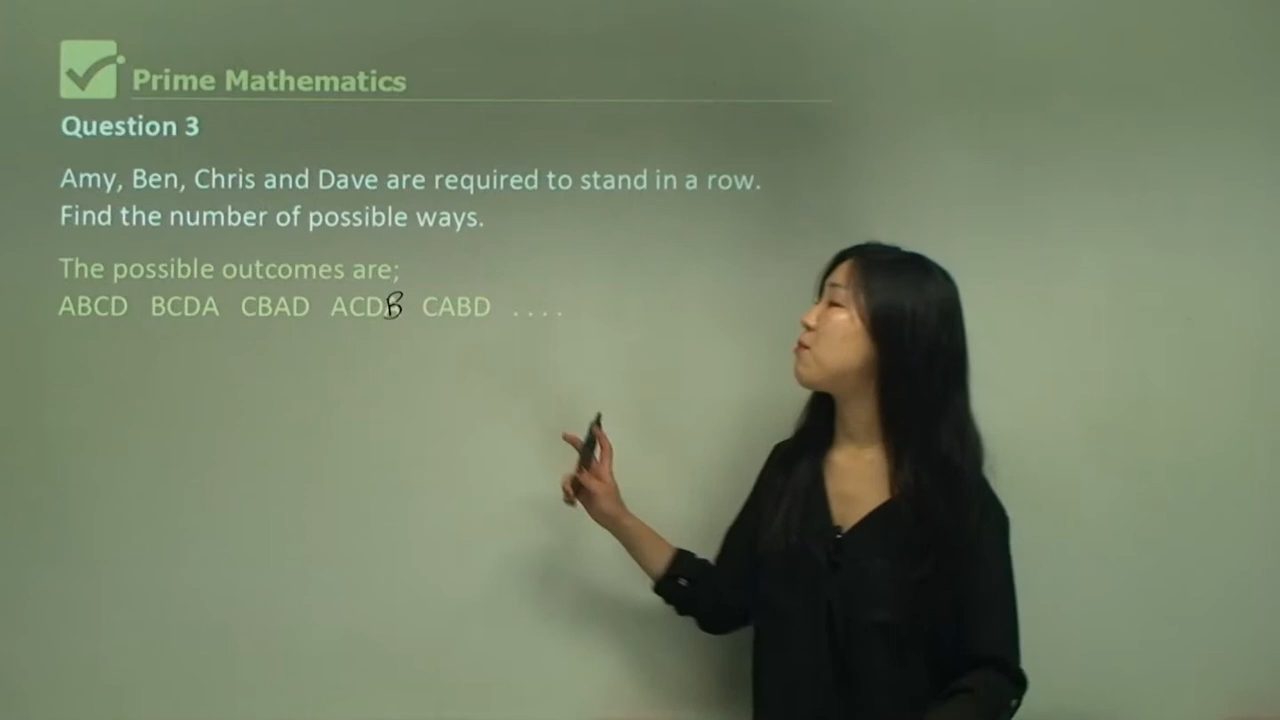 Prime Mathematics
Question 3
Amy, Ben, Chris and Dave are required to stand in a row.
Find the number of possible ways.
The possible outcomes are;
ABCD BCDA CBAD ACDB CABD ....